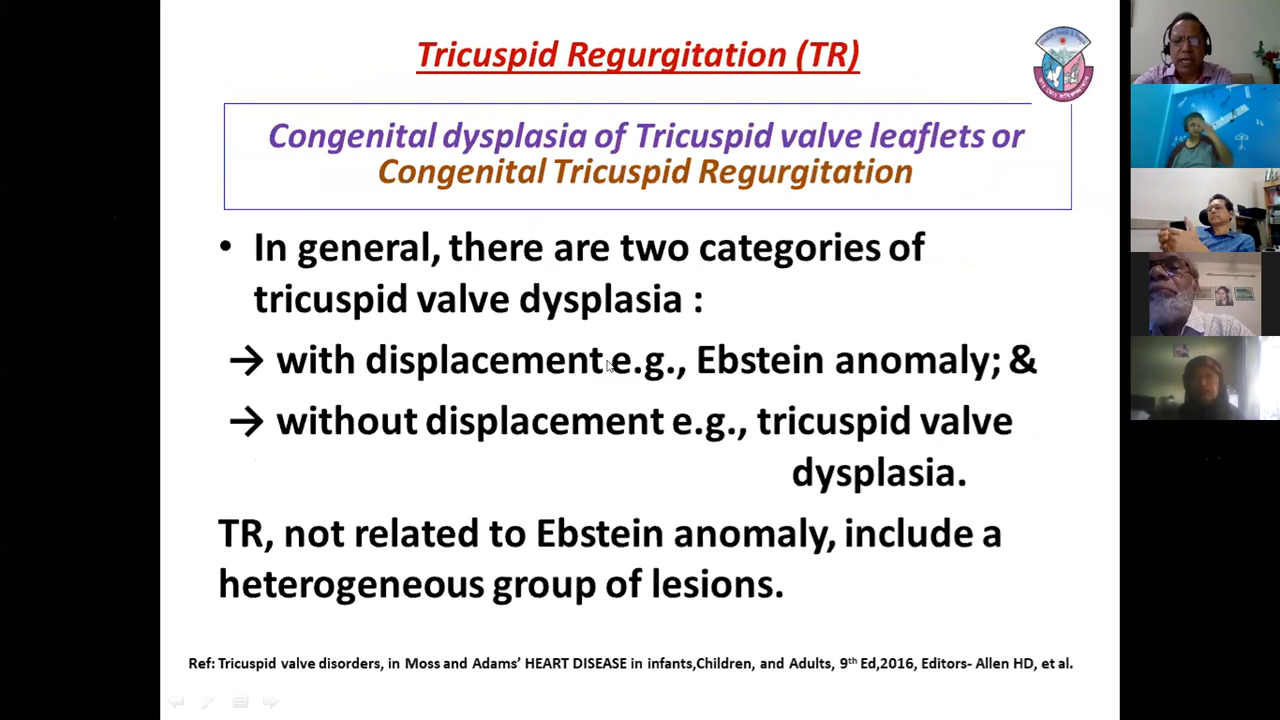 Tricuspid Regurgitation (TR)
Congenital dysplasia of Tricuspid valve leaflets or
Congenital Tricuspid Regurgitation
• In general, there are two categories of
tricuspid valve dysplasia :
→ with displacement e.g., Ebstein anomaly; &
→ without displacement e.g., tricuspid valve
dysplasia.
TR, not related to Ebstein anomaly, include a
heterogeneous group of lesions.
Ref: Tricuspid valve disorders, in Moss and Adams’ HEART DISEASE in infants,Children, and Adults, 9th Ed,2016, Editors- Allen HD, et al.